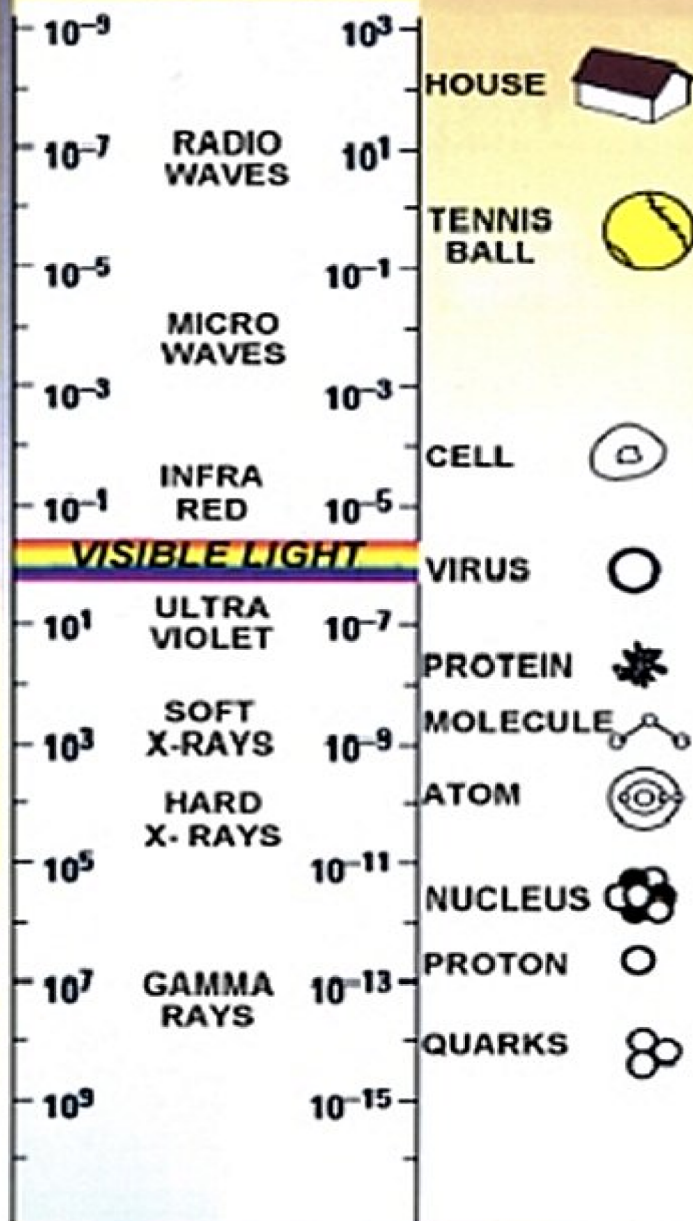 10⁻⁹ 10³
HOUSE
RADIO
WAVES
10⁻⁷ 10¹
TENNIS
BALL
10⁻⁵ 10⁻¹
MICRO
WAVES
10⁻³ 10⁻³
CELL
INFRA
RED
10⁻¹ 10⁻⁵
VISIBLE LIGHT
VIRUS
ULTRA
VIOLET
10¹ 10⁻⁷
PROTEIN
SOFT
X-RAYS
MOLECULE
10³ 10⁻⁹
HARD
X- RAYS
ATOM
10⁵ 10⁻¹¹
NUCLEUS
PROTON
10⁷ 10⁻¹³
GAMMA
RAYS
QUARKS
10⁹ 10⁻¹⁵